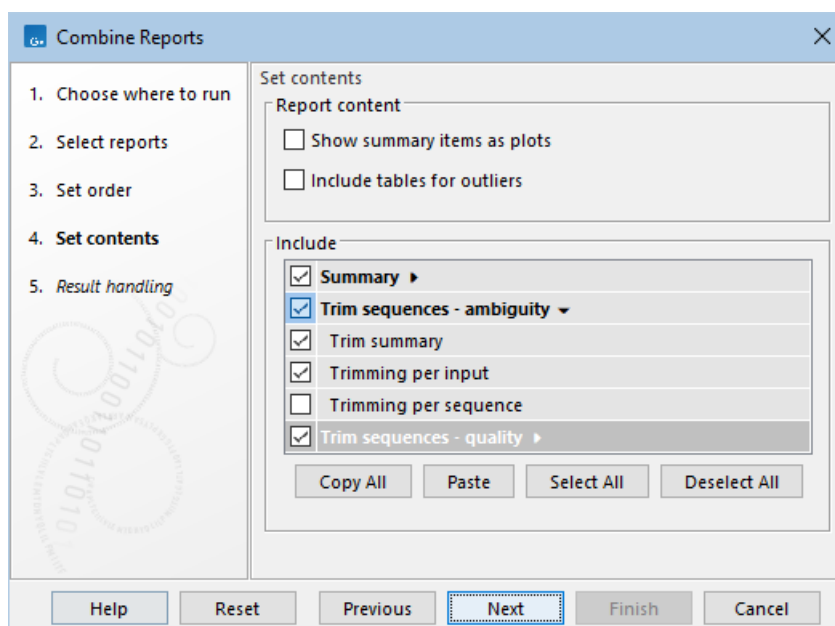 G.
Combine Reports
1. Choose where to run
2. Select reports
3. Set order
4. Set contents
5. Result handling
Set contents
Report content
Show summary items as plots
Include tables for outliers
Include
Summary
Trim sequences - ambiguity
Trim summary
Trimming per input
Trimming per sequence
Trim sequences - quality
Copy All Paste Select All Deselect All
Help Reset Previous Next Finish Cancel